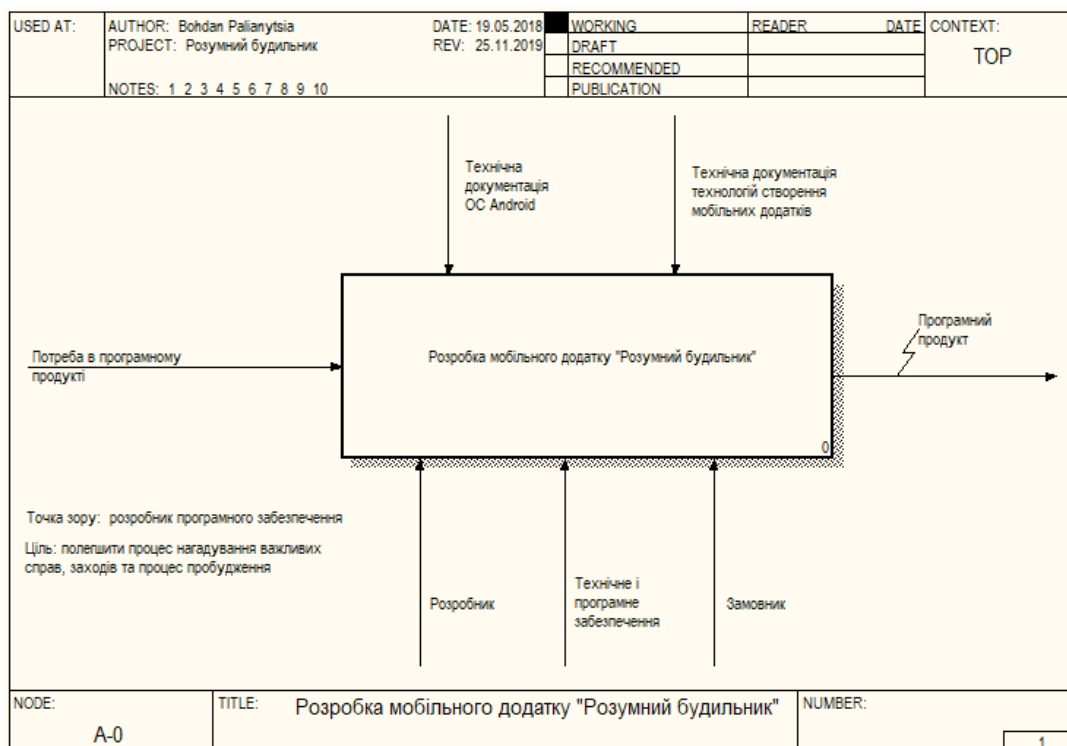 USED AT:
AUTHOR: Bohdan Palianytsia
DATE: 19.05.2018
WORKING
READER
DATE
CONTEXT:
PROJECT: Розумний будильник
REV: 25.11.2019
DRAFT
TOP
RECOMMENDED
NOTES: 1 2 3 4 5 6 7 8 9 10
PUBLICATION
Технічна
документація
ОС Android
Технічна документація
технологій створення
мобільних додатків
Потреба в програмному
продукті
Розробка мобільного додатку "Розумний будильник"
0
Програмний
продукт
Точка зору: розробник програмного забезпечення
Ціль: полегшити процес нагадування важливих
справ, заходів та процес пробудження
Розробник
Технічне і
програмне
забезпечення
Замовник
NODE:
A-0
TITLE:
Розробка мобільного додатку "Розумний будильник"
NUMBER:
1